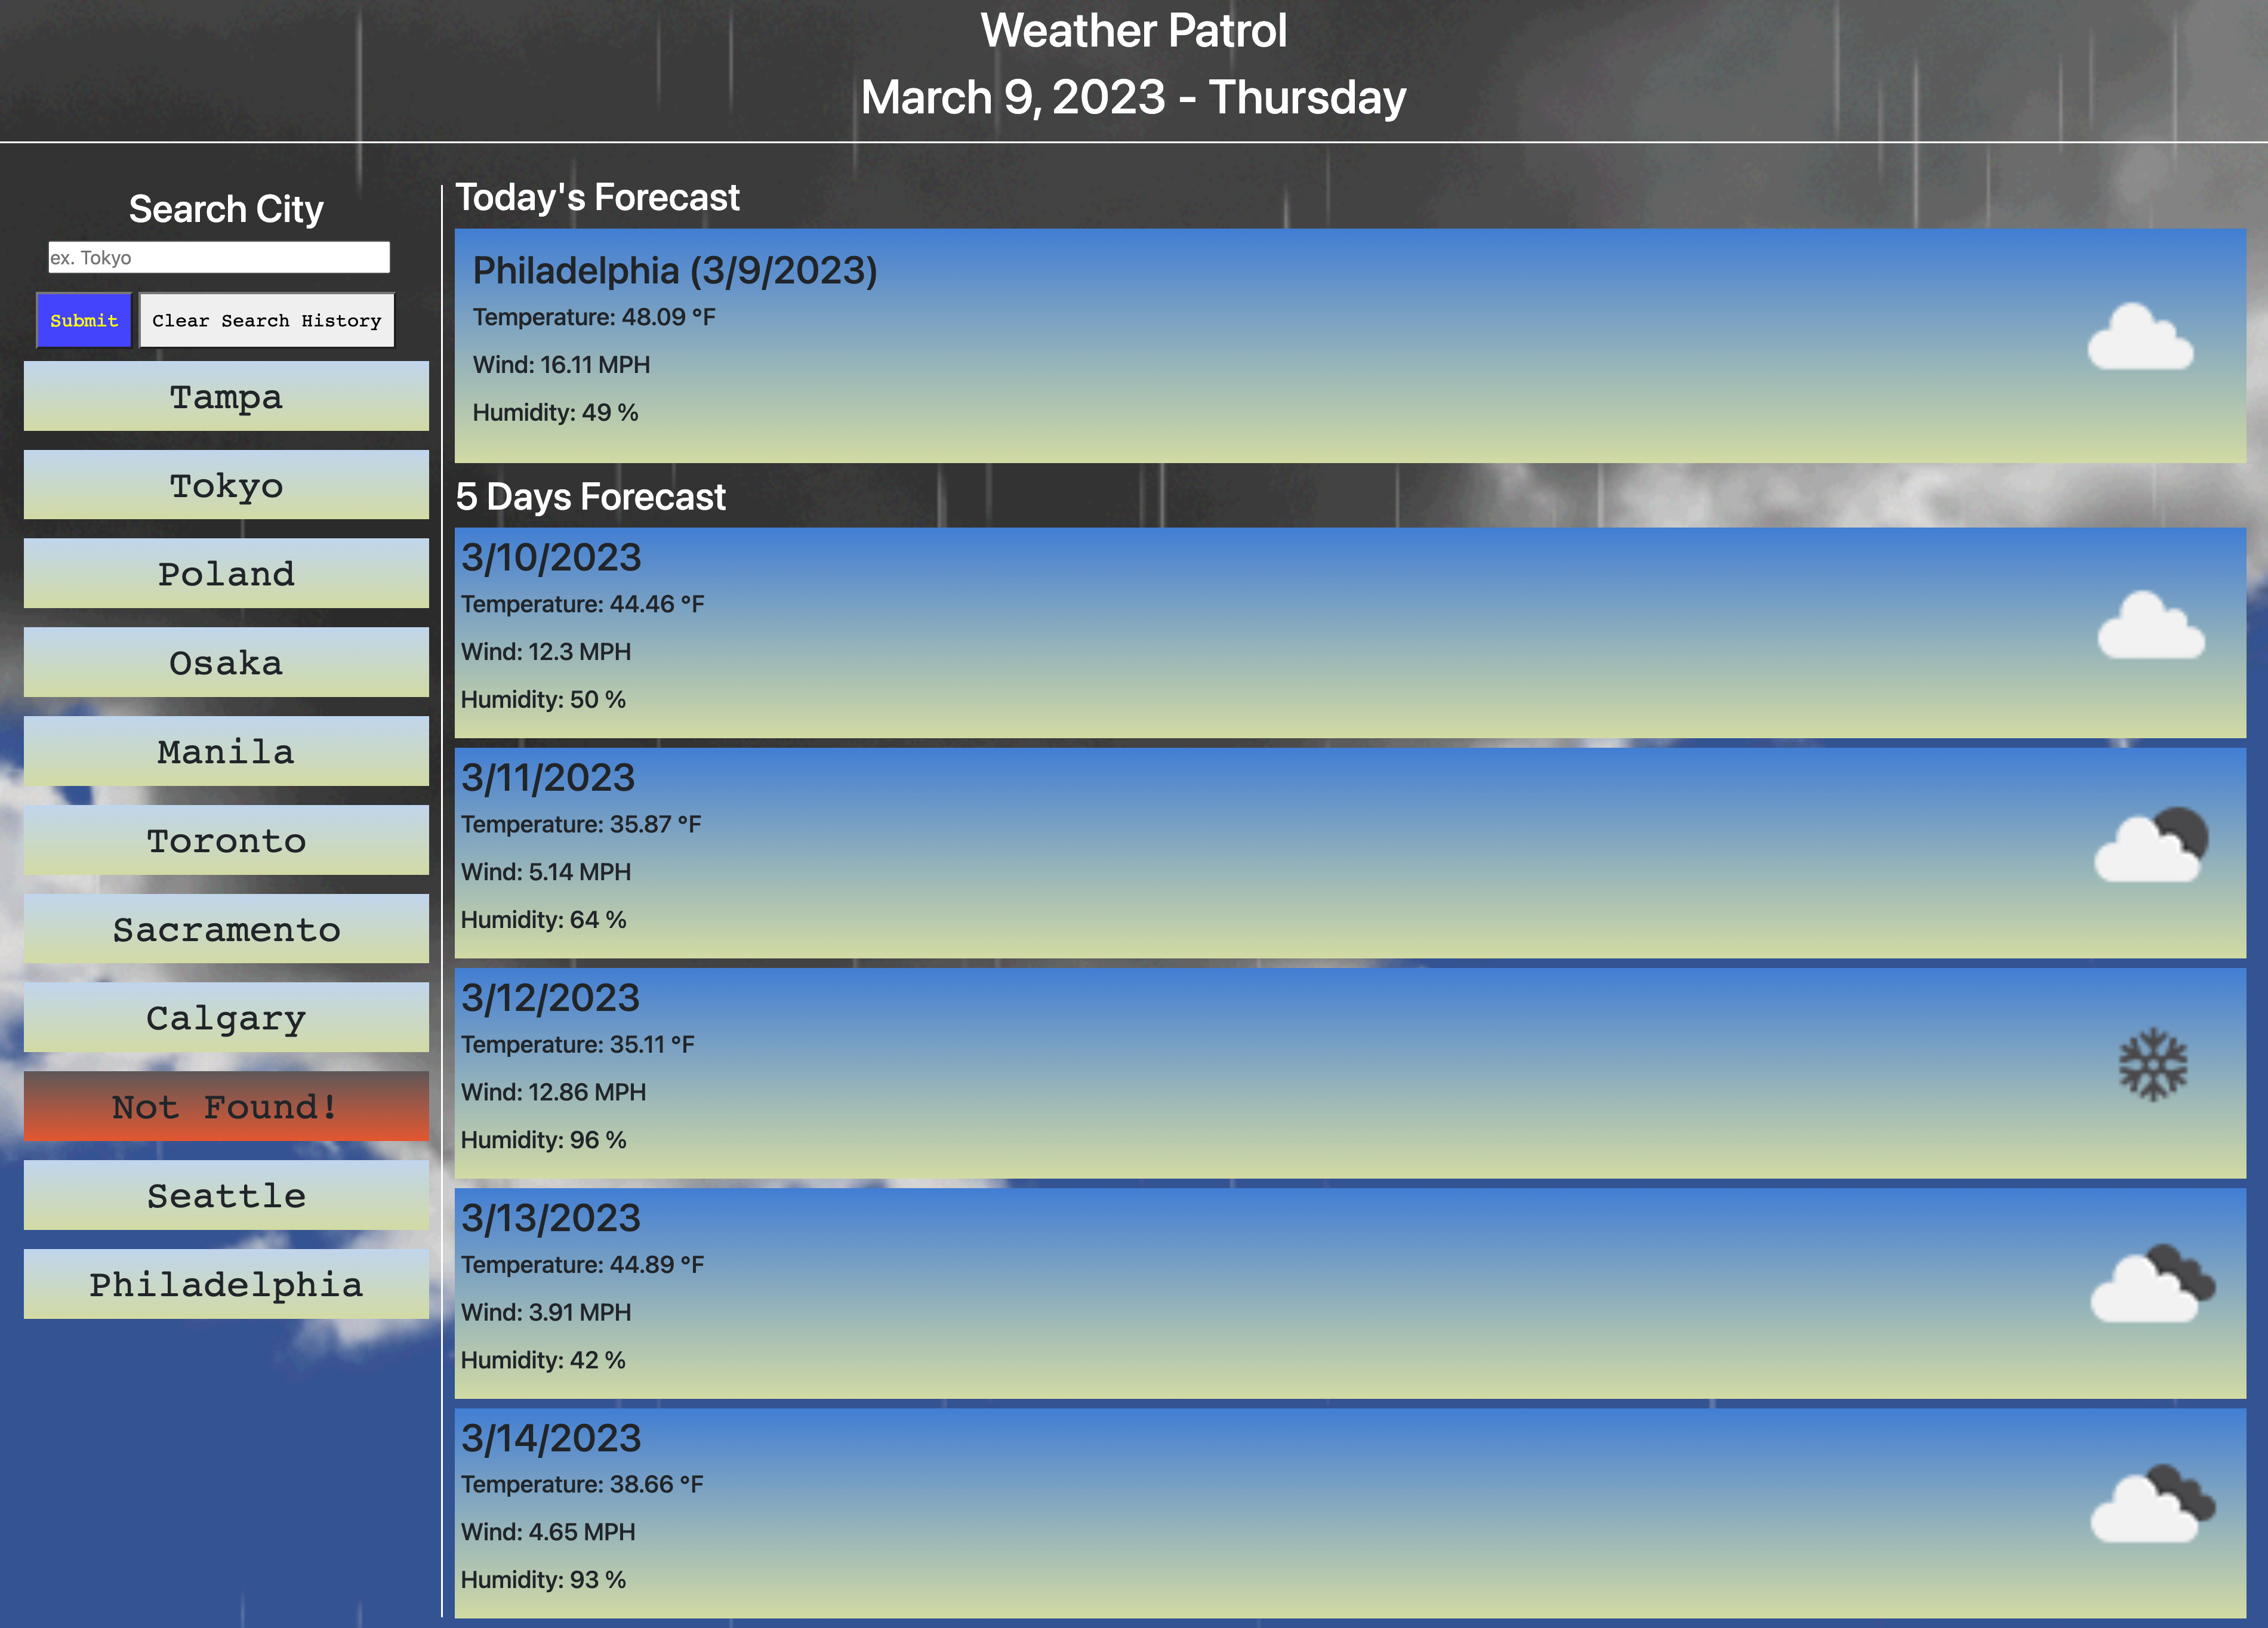 Weather Patrol
March 9, 2023 - Thursday
Search City
ex. Tokyo
Submit
Clear Search History
Tampa
Tokyo
Poland
Osaka
Manila
Toronto
Sacramento
Calgary
Not Found!
Seattle
Philadelphia
Today's Forecast
Philadelphia (3/9/2023)
Temperature: 48.09 °F
Wind: 16.11 MPH
Humidity: 49 %
5 Days Forecast
3/10/2023
Temperature: 44.46 °F
Wind: 12.3 MPH
Humidity: 50 %
3/11/2023
Temperature: 35.87 °F
Wind: 5.14 MPH
Humidity: 64 %
3/12/2023
Temperature: 35.11 °F
Wind: 12.86 MPH
Humidity: 96 %
3/13/2023
Temperature: 44.89 °F
Wind: 3.91 MPH
Humidity: 42 %
3/14/2023
Temperature: 38.66 °F
Wind: 4.65 MPH
Humidity: 93 %